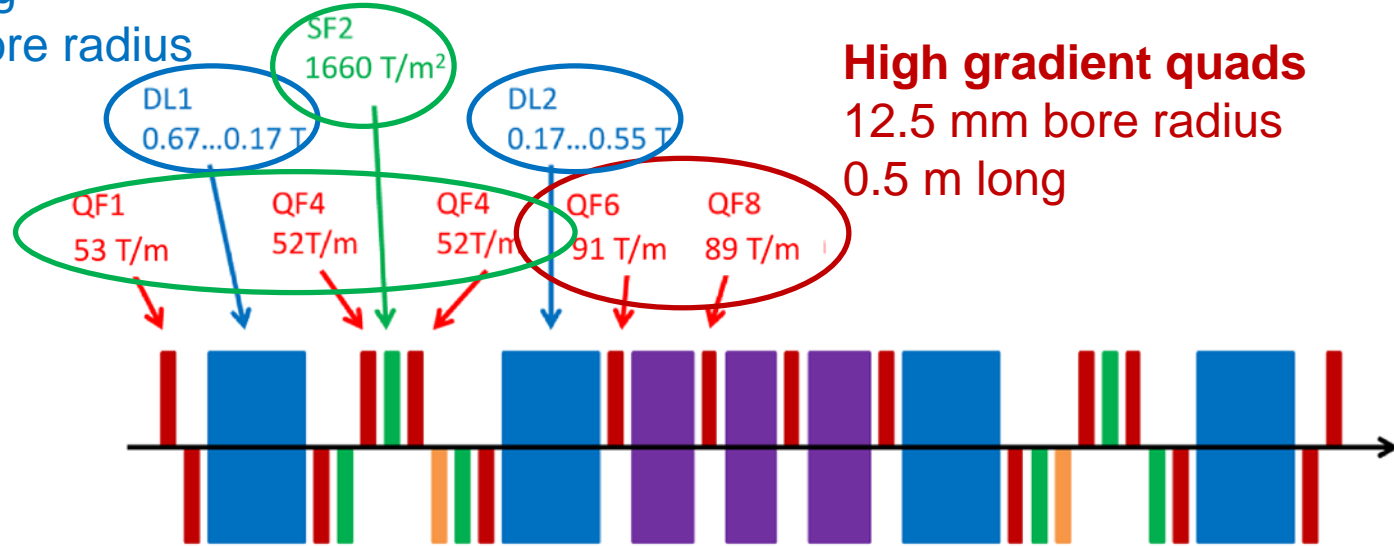 radius
SF2
1660 T/m²
High gradient quads
12.5 mm bore radius
0.5 m long
DL1
0.67...0.17 T
DL2
0.17...0.55 T
QF1
53 T/m
QF4
52T/m
QF4
52T/m
QF6
91 T/m
QF8
89 T/m